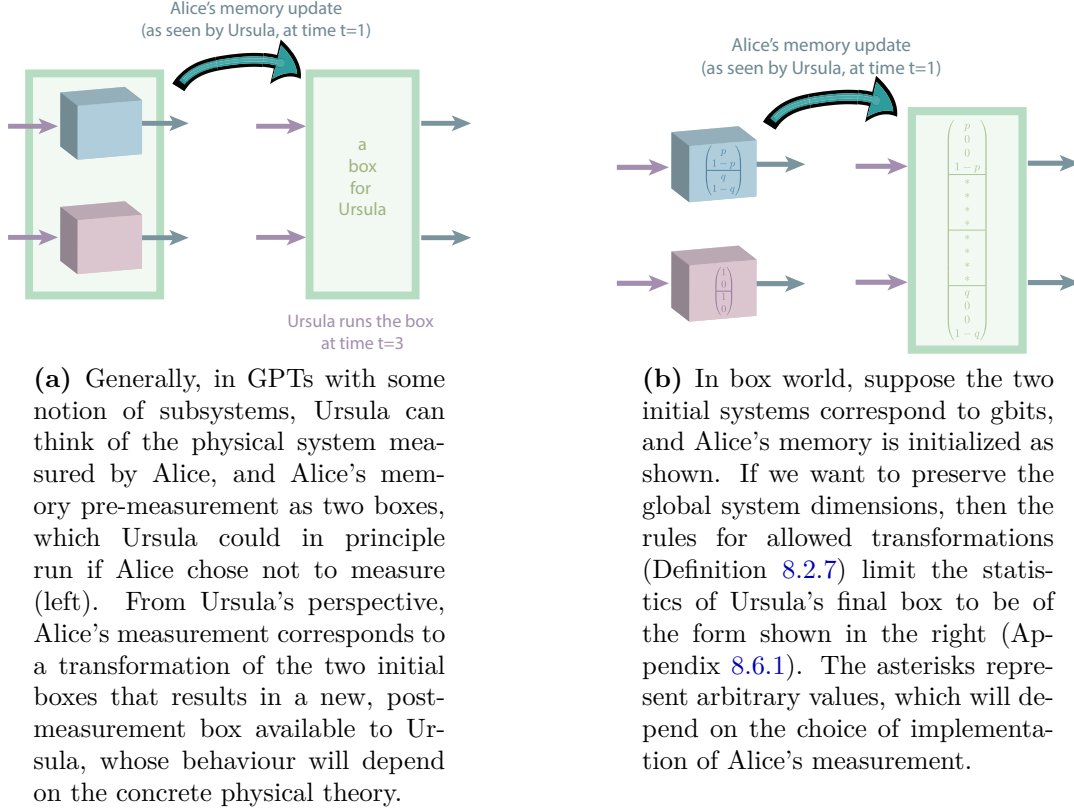 Alice's memory update
(as seen by Ursula, at time t=1)
a
box
for
Ursula
Ursula runs the box
at time t=3
(a) Generally, in GPTs with some
notion of subsystems, Ursula can
think of the physical system mea-
sured by Alice, and Alice's mem-
ory pre-measurement as two boxes,
which Ursula could in principle
run if Alice chose not to measure
(left). From Ursula's perspective,
Alice's measurement corresponds to
a transformation of the two initial
boxes that results in a new, post-
measurement box available to Ur-
sula, whose behaviour will depend
on the concrete physical theory.
Alice's memory update
(as seen by Ursula, at time t=1)
p
1 − p
q
1 − q
1
0
1
0
p
0
0
1 − p
*
*
*
*
*
*
*
*
q
0
0
1 − q
(b) In box world, suppose the two
initial systems correspond to gbits,
and Alice's memory is initialized as
shown. If we want to preserve the
global system dimensions, then the
rules for allowed transformations
(Definition 8.2.7) limit the statis-
tics of Ursula's final box to be of
the form shown in the right (Ap-
pendix 8.6.1). The asterisks repre-
sent arbitrary values, which will de-
pend on the choice of implementa-
tion of Alice's measurement.